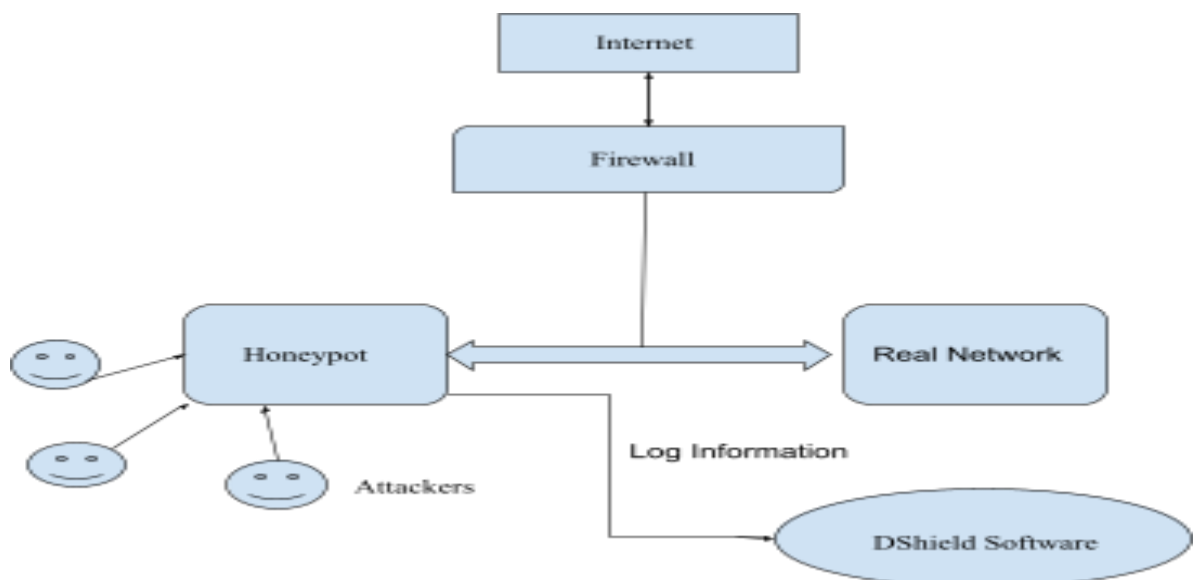 Internet
Firewall
Honeypot
Real Network
Log Information
Attackers
DShield Software